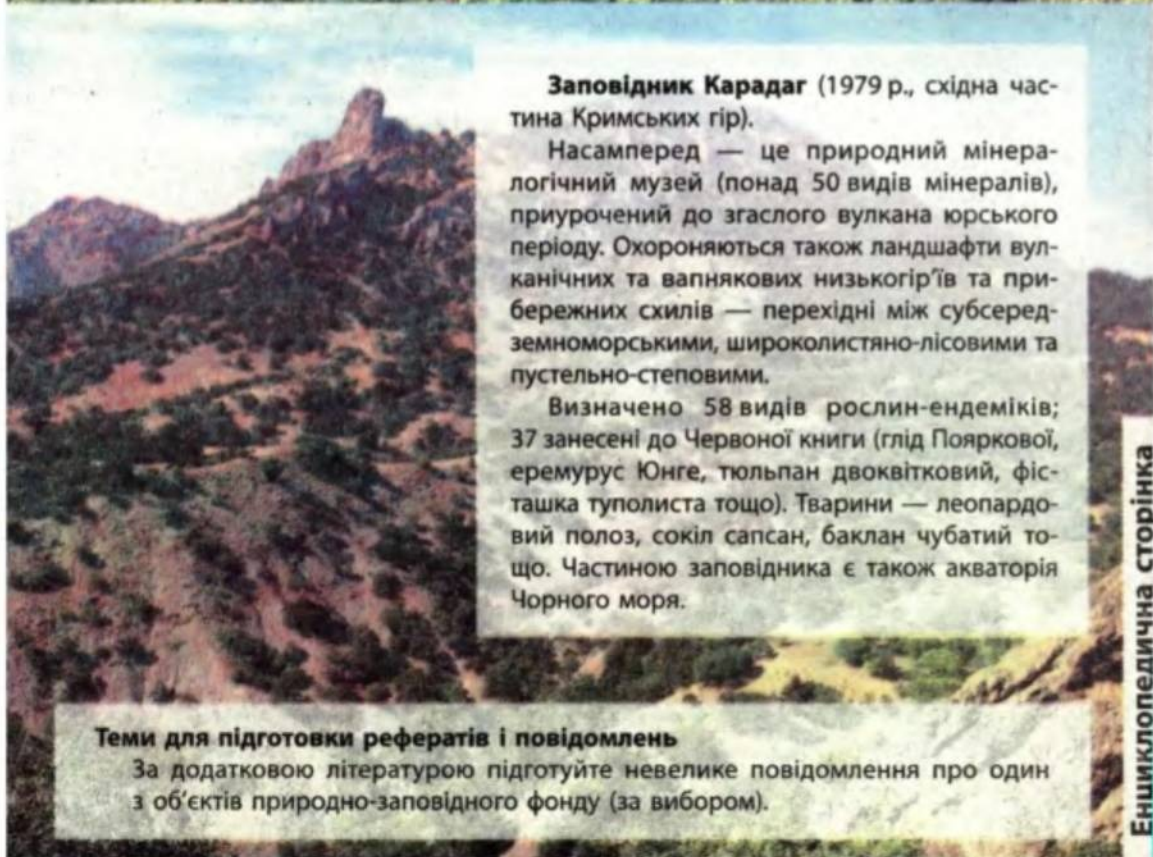 Заповідник Карадаг (1979 р., східна час-
тина Кримських гір).
Насамперед — це природний мінера-
логічний музей (понад 50 видів мінералів),
приурочений до згаслого вулкана юрського
періоду. Охороняються також ландшафти вул-
канічних та вапнякових низькогір'їв та при-
бережних схилів — перехідні між субсеред-
земноморськими, широколистяно-лісовими та
пустельно-степовими.
Визначено 58 видів рослин-ендеміків;
37 занесені до Червоної книги (глід Пояркової,
еремурус Юнге, тюльпан двоквітковий, фіс-
ташка туполиста тощо). Тварини — леопардо-
вий полоз, сокіл сапсан, баклан чубатий то-
що. Частиною заповідника є також акваторія
Чорного моря.
Теми для підготовки рефератів і повідомлень
За додатковою літературою підготуйте невелике повідомлення про один
з об'єктів природно-заповідного фонду (за вибором).
Енциклопедична сторінка